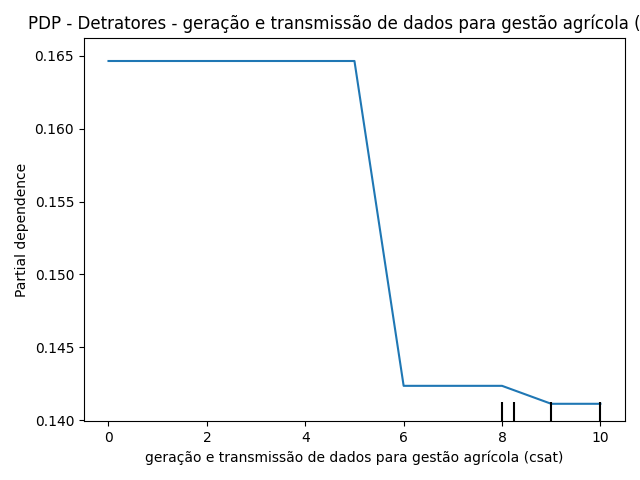 PDP - Detratores - geração e transmissão de dados para gestão agrícola (
0.165
0.160
0.155
0.150
0.145
0.140
Partial dependence
0 2 4 6 8 10
geração e transmissão de dados para gestão agrícola (csat)